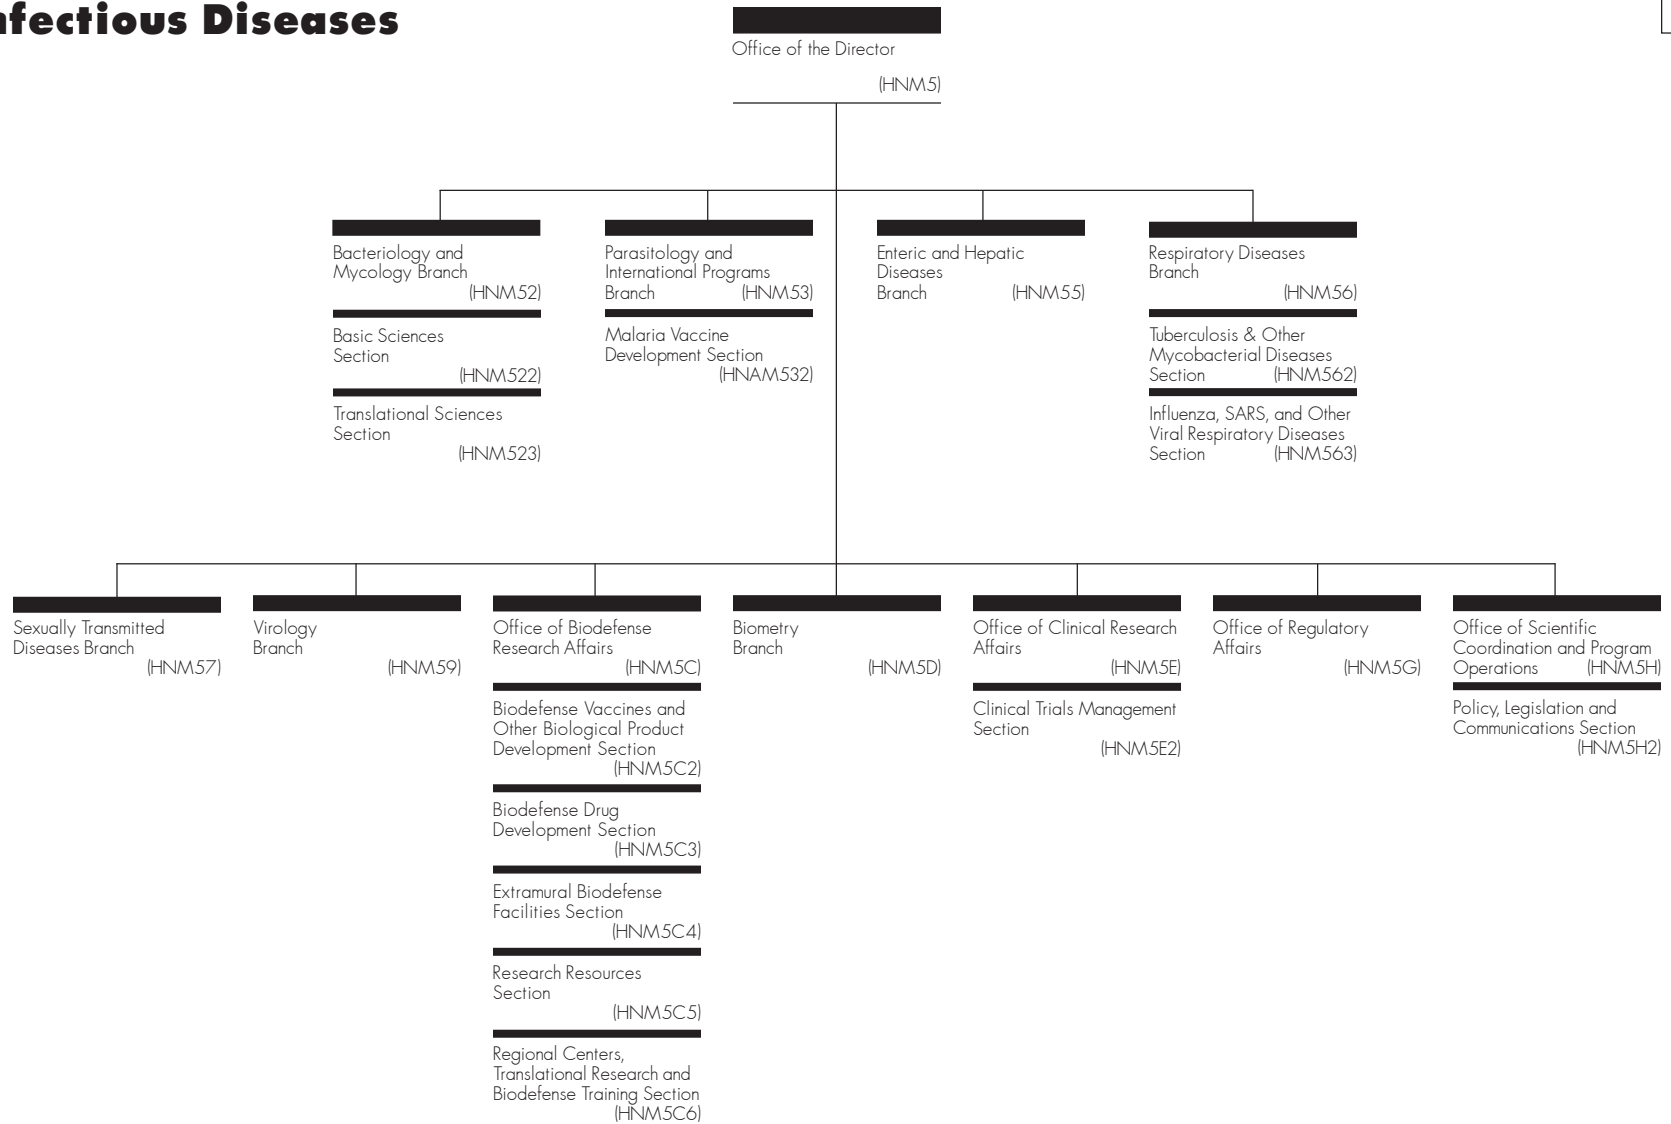 nfectious Diseases
Office of the Director
(HNM5)
Bacteriology and
Mycology Branch
(HNM52)
Basic Sciences
Section
(HNM522)
Translational Sciences
Section
(HNM523)
Parasitology and
International Programs
Branch (HNM53)
Malaria Vaccine
Development Section
(HNAM532)
Enteric and Hepatic
Diseases
Branch (HNM55)
Respiratory Diseases
Branch
(HNM56)
Tuberculosis & Other
Mycobacterial Diseases
Section (HNM562)
Influenza, SARS, and Other
Viral Respiratory Diseases
Section (HNM563)
Sexually Transmitted
Diseases Branch
(HNM57)
Virology
Branch
(HNM59)
Office of Biodefense
Research Affairs
(HNM5C)
Biodefense Vaccines and
Other Biological Product
Development Section
(HNM5C2)
Biodefense Drug
Development Section
(HNM5C3)
Extramural Biodefense
Facilities Section
(HNM5C4)
Research Resources
Section
(HNM5C5)
Regional Centers,
Translational Research and
Biodefense Training Section
(HNM5C6)
Biometry
Branch
(HNM5D)
Office of Clinical Research
Affairs
(HNM5E)
Clinical Trials Management
Section
(HNM5E2)
Office of Regulatory
Affairs
(HNM5G)
Office of Scientific
Coordination and Program
Operations (HNM5H)
Policy, Legislation and
Communications Section
(HNM5H2)